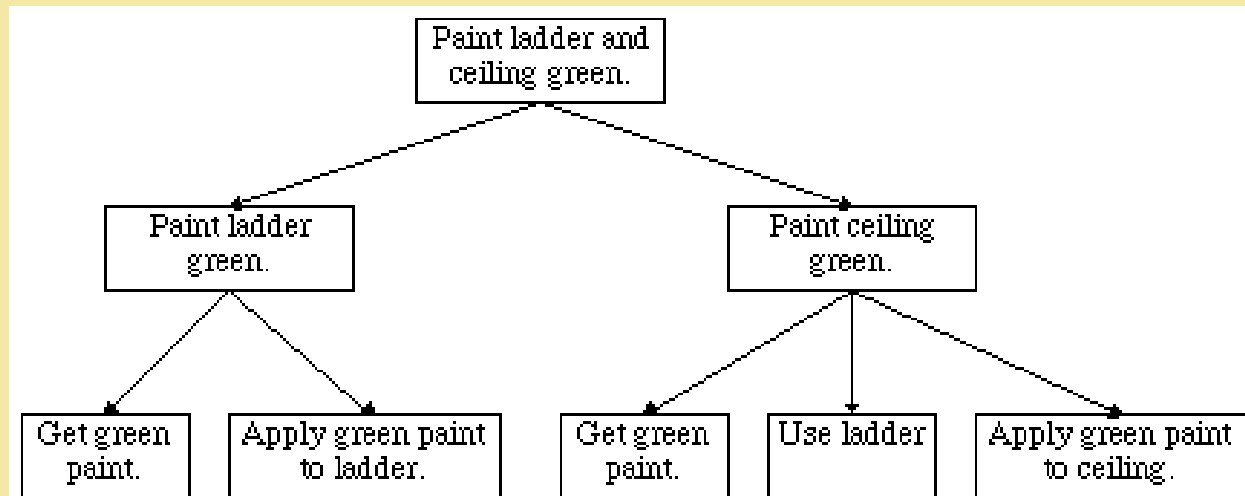 Paint ladder and
ceiling green.
Paint ladder
green.
Paint ceiling
green.
Get green
paint.
Apply green paint
to ladder.
Get green
paint.
Use ladder
Apply green paint
to ceiling.